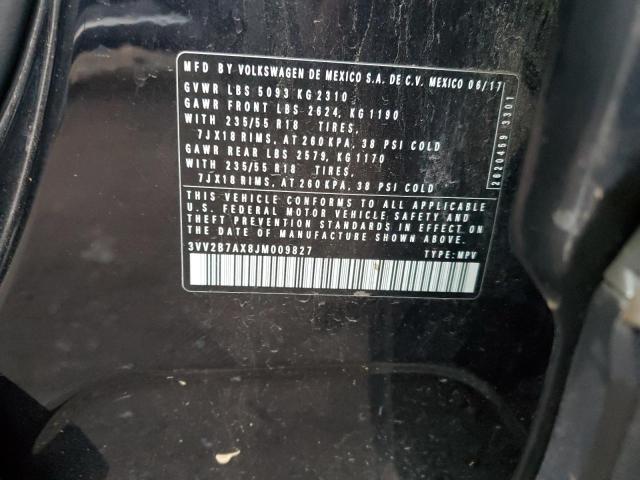 MFD BY VOLKSWAGEN DE MEXICO S.A. DE C.V. MEXICO 06/17
GVWR LBS 5093 KG 2310
GAWR FRONT LBS 2624, KG 1190
WITH 235/55 R18 TIRES,
7JX18 RIMS, AT 260 KPA, 38 PSI COLD
GAWR REAR LBS 2579, KG 1170
WITH 235/55 R18 TIRES,
7JX18 RIMS, AT 260 KPA, 38 PSI COLD
THIS VEHICLE CONFORMS TO ALL APPLICABLE
U.S. FEDERAL MOTOR VEHICLE SAFETY AND
THEFT PREVENTION STANDARDS IN EFFECT ON
THE DATE OF MANUFACTURE SHOWN ABOVE
3VV2B7AX8JM009827 TYPE: MPV
2620459 3301